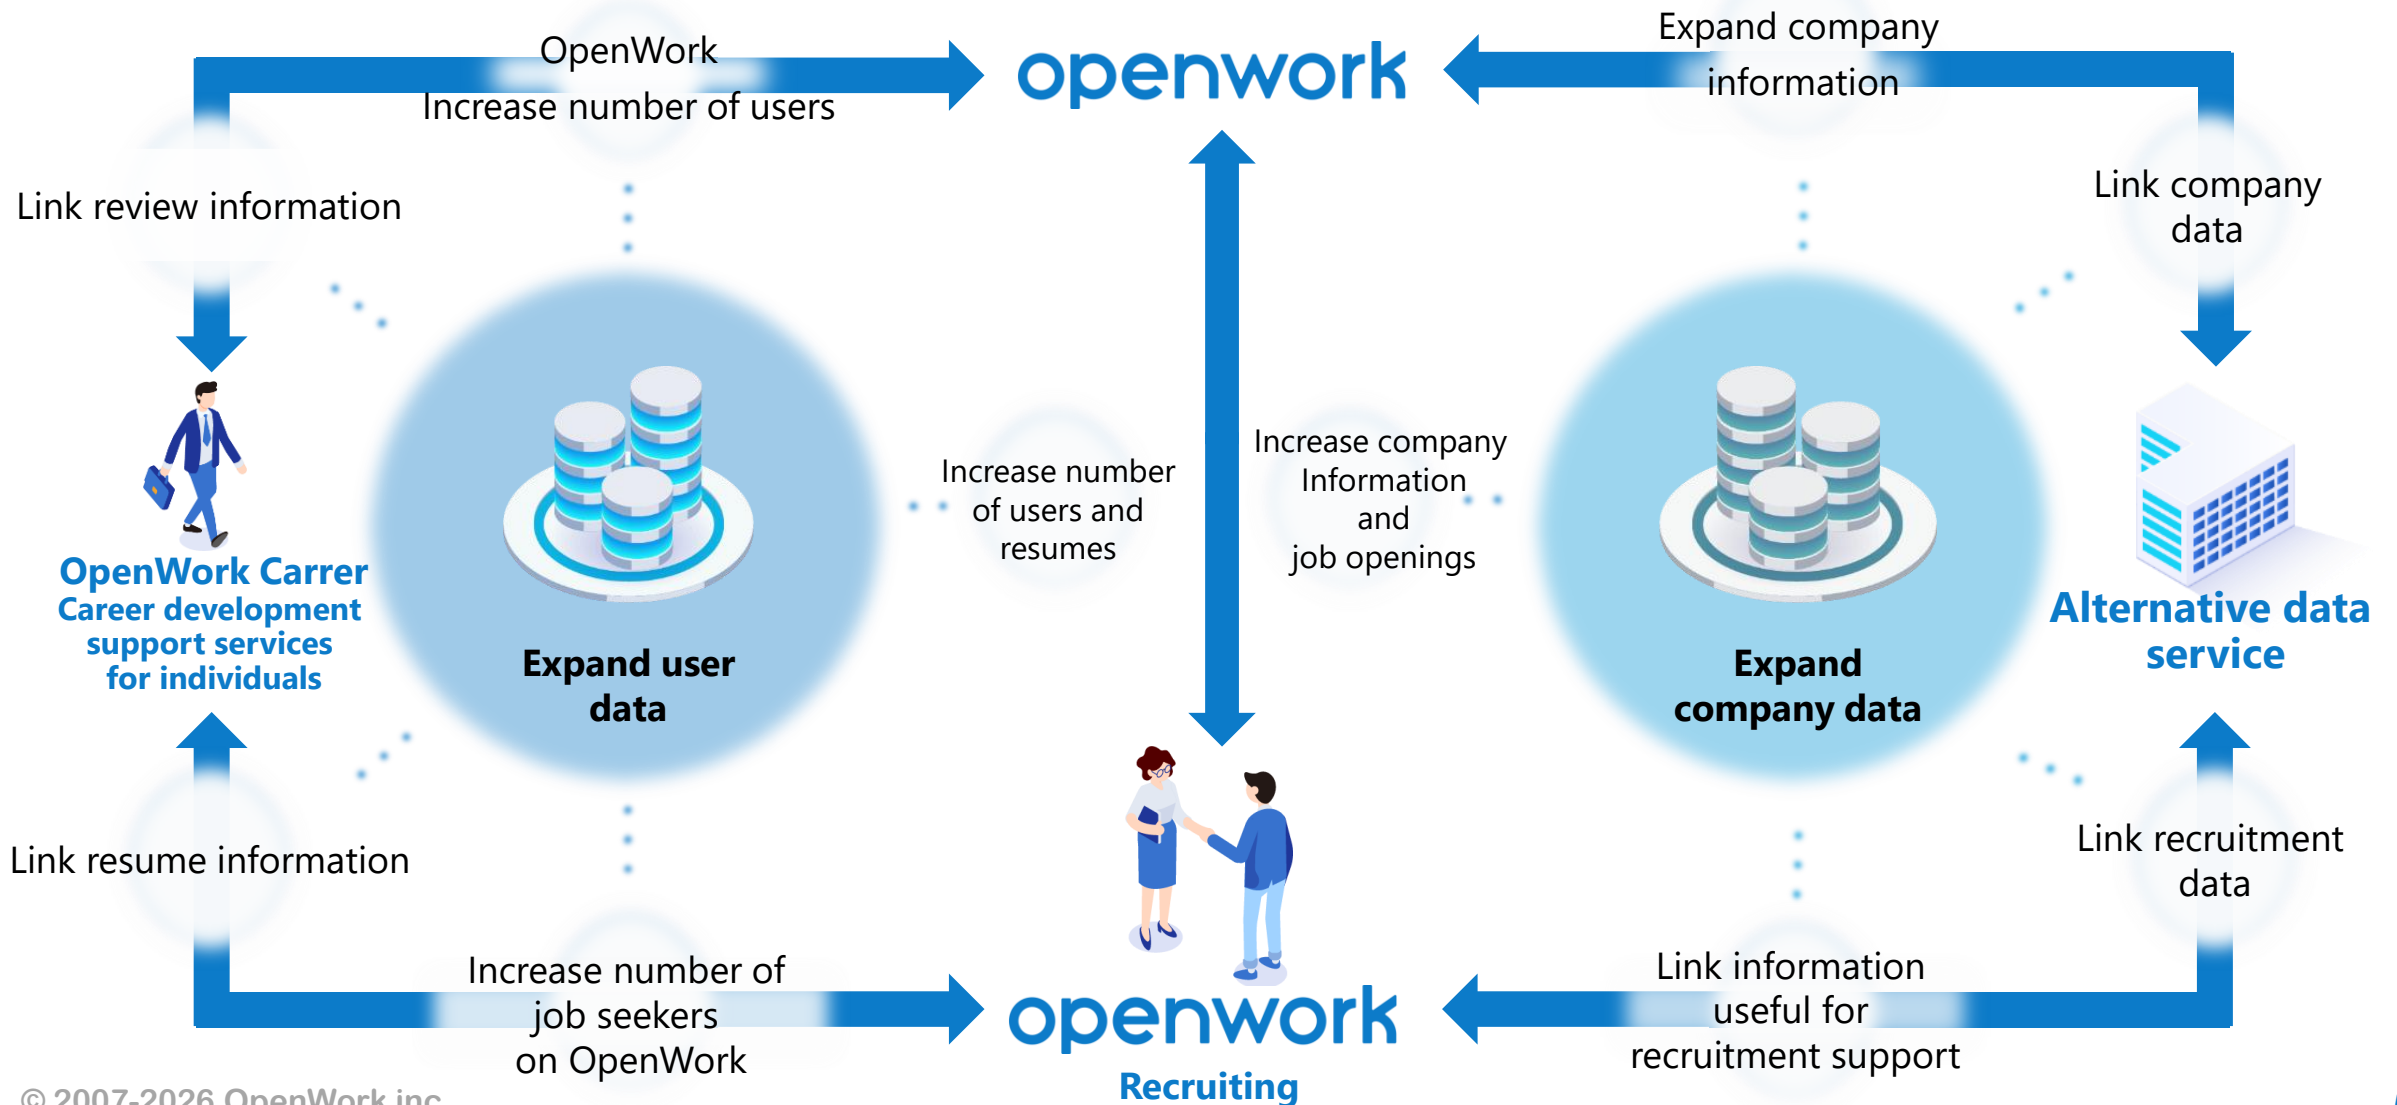 OpenWork
Increase number of users
openwork
Expand company
information
Link review information
Link company
data
Increase number
of users and
resumes
Increase company
Information
and
job openings
OpenWork Carrer
Career development
support services
for individuals
Expand user
data
Expand
company data
Alternative data
service
Link resume information
Link recruitment
data
Increase number of
job seekers
on OpenWork
openwork
Recruiting
Link information
useful for
recruitment support
© 2007-2026 OpenWork inc